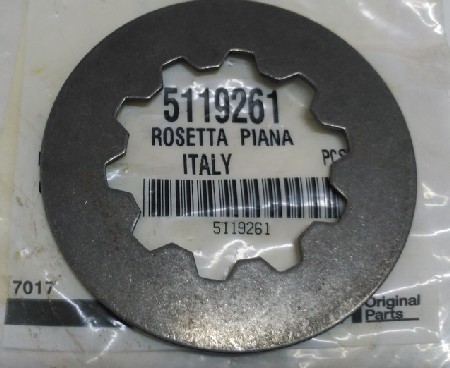 5119261
ROSETTA PIANA
ITALY PCS
5119261
7017
Original
Parts